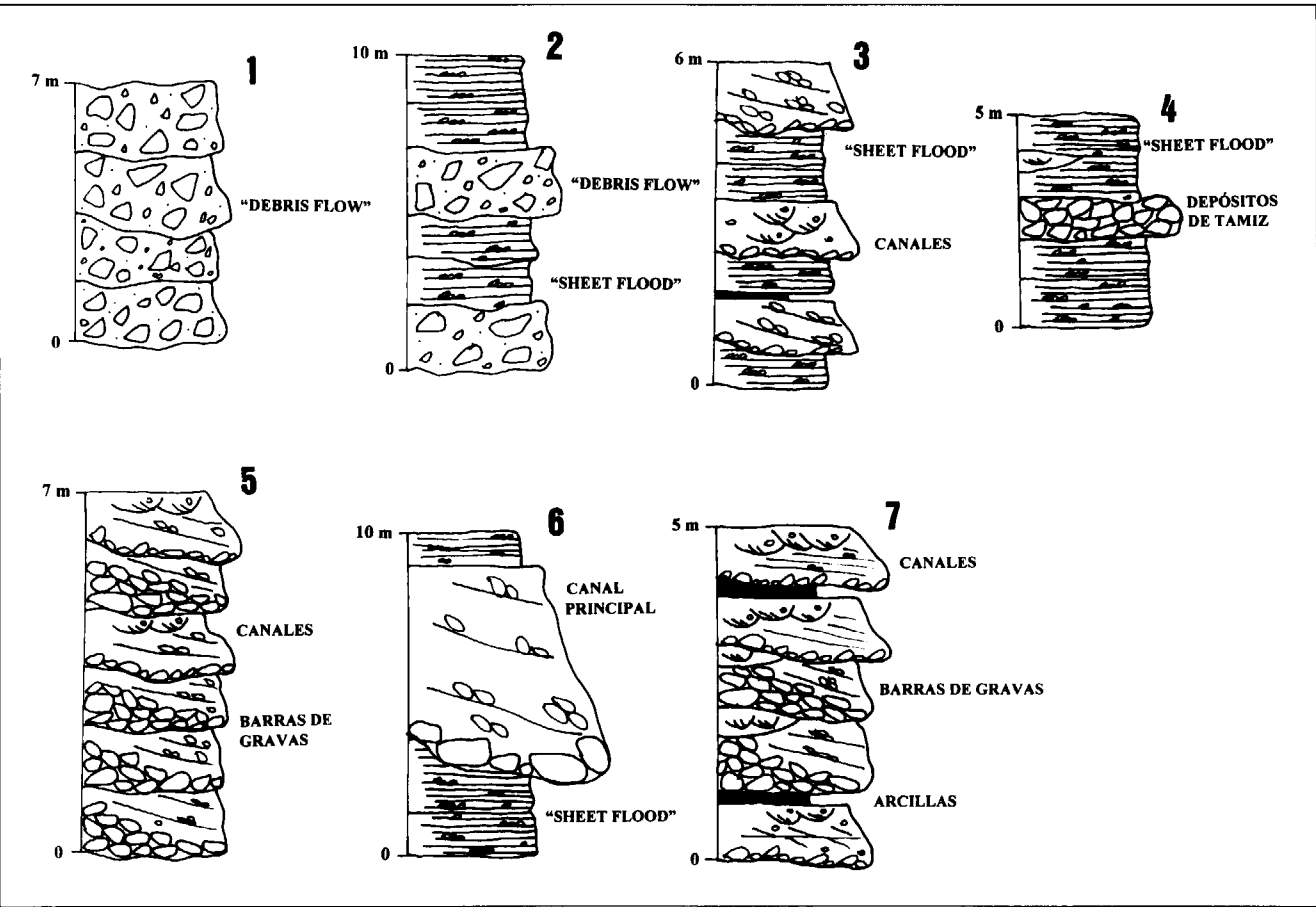 1
7 m
"DEBRIS FLOW"
0
2
10 m
"DEBRIS FLOW"
"SHEET FLOOD"
0
3
6 m
"SHEET FLOOD"
CANALES
0
4
5 m
"SHEET FLOOD"
DEPÓSITOS
DE TAMIZ
0
5
7 m
CANALES
BARRAS DE
GRAVAS
0
6
10 m
CANAL
PRINCIPAL
"SHEET FLOOD"
0
7
5 m
CANALES
BARRAS DE GRAVAS
ARCILLAS
0